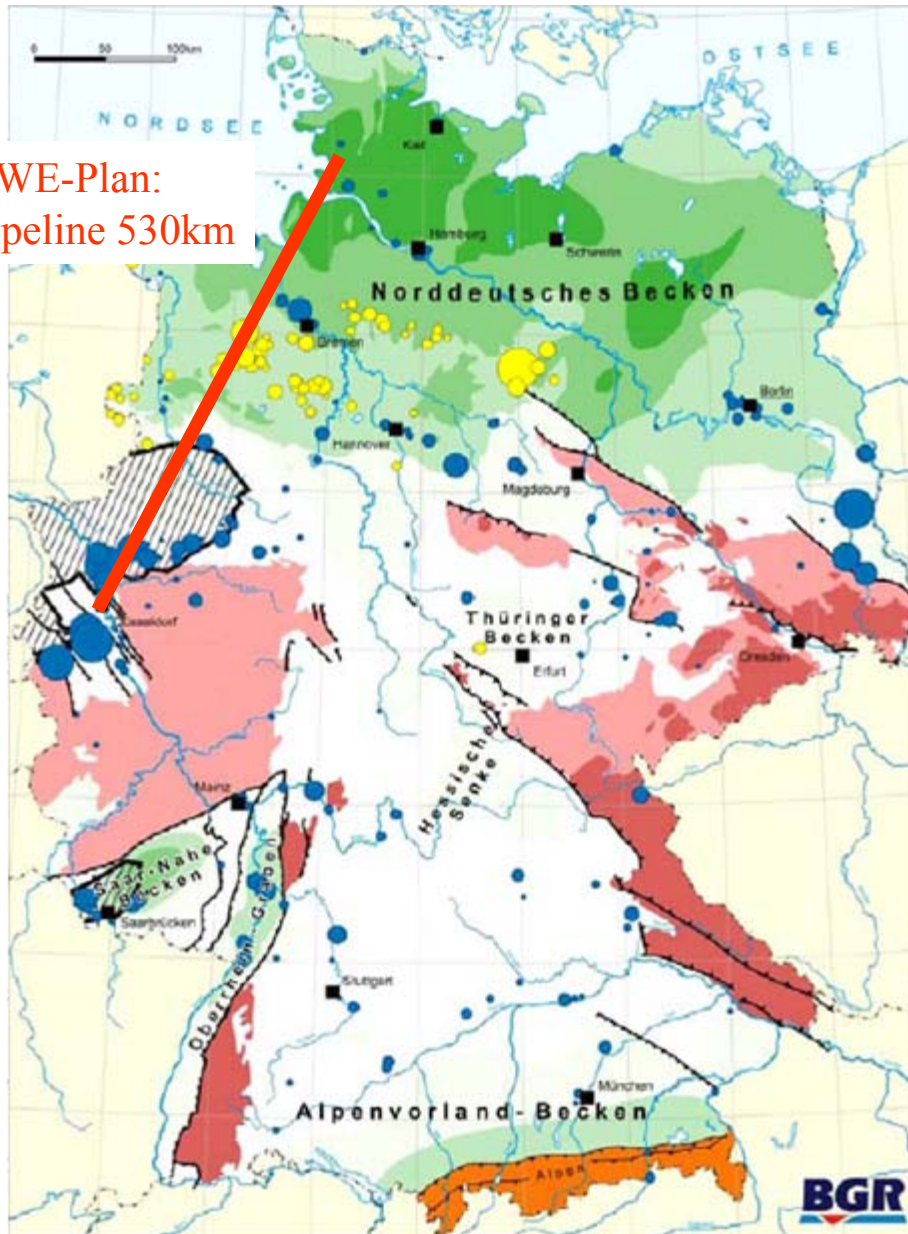 0 50 100km
OSTSEE
NORDSEE
Kiel
WE-Plan:
peline 530km
Hamburg
Schwerin
Norddeutsches Becken
Bremen
Berlin
Hannover
Magdeburg
Düsseldorf
Thüringer
Becken
Erfurt
Dresden
Hessische
Senke
Mainz
Saar-Nahe
Becken
Saarbrücken
Oberrhein-Graben
Stuttgart
München
Alpenvorland-Becken
Alpen
BGR